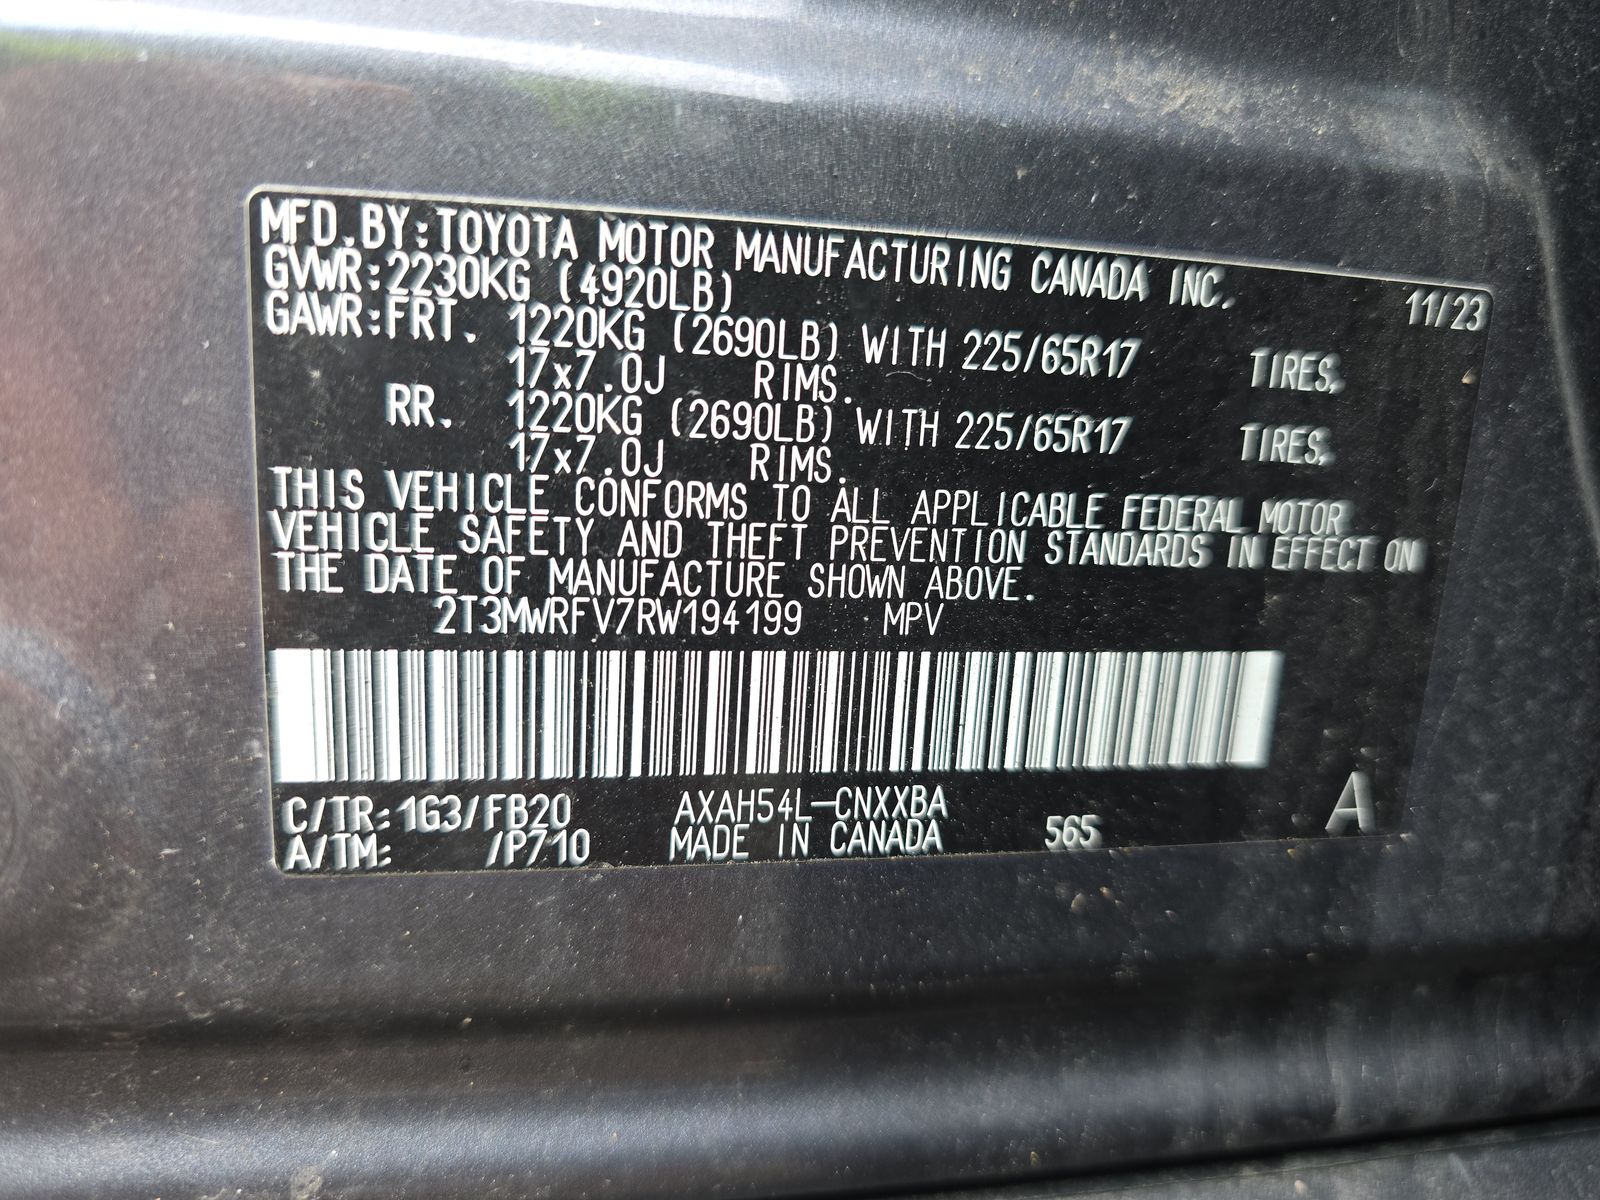 MFD.BY:TOYOTA MOTOR MANUFACTURING CANADA INC. 11/23
GVWR:2230KG (4920LB)
GAWR:FRT. 1220KG (2690LB) WITH 225/65R17 TIRES,
17x7.0J RIMS.
RR. 1220KG (2690LB) WITH 225/65R17 TIRES,
17x7.0J RIMS.
THIS VEHICLE CONFORMS TO ALL APPLICABLE FEDERAL MOTOR
VEHICLE SAFETY AND THEFT PREVENTION STANDARDS IN EFFECT ON
THE DATE OF MANUFACTURE SHOWN ABOVE.
2T3MWRFV7RW194199 MPV
C/TR:1G3/FB20 AXAH54L-CNXXBA
A/TM: /P710 MADE IN CANADA 565 A